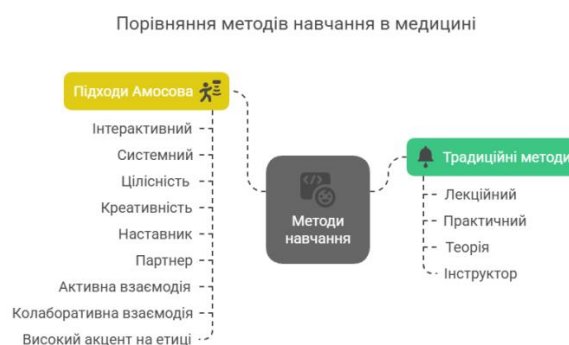 Порівняння методів навчання в медицині
Підходи Амосова
Інтерактивний
Системний
Цілісність
Креативність
Наставник
Партнер
Активна взаємодія
Колаборативна взаємодія
Високий акцент на етиці
Методи
навчання
Традиційні методи
Лекційний
Практичний
Теорія
Інструктор